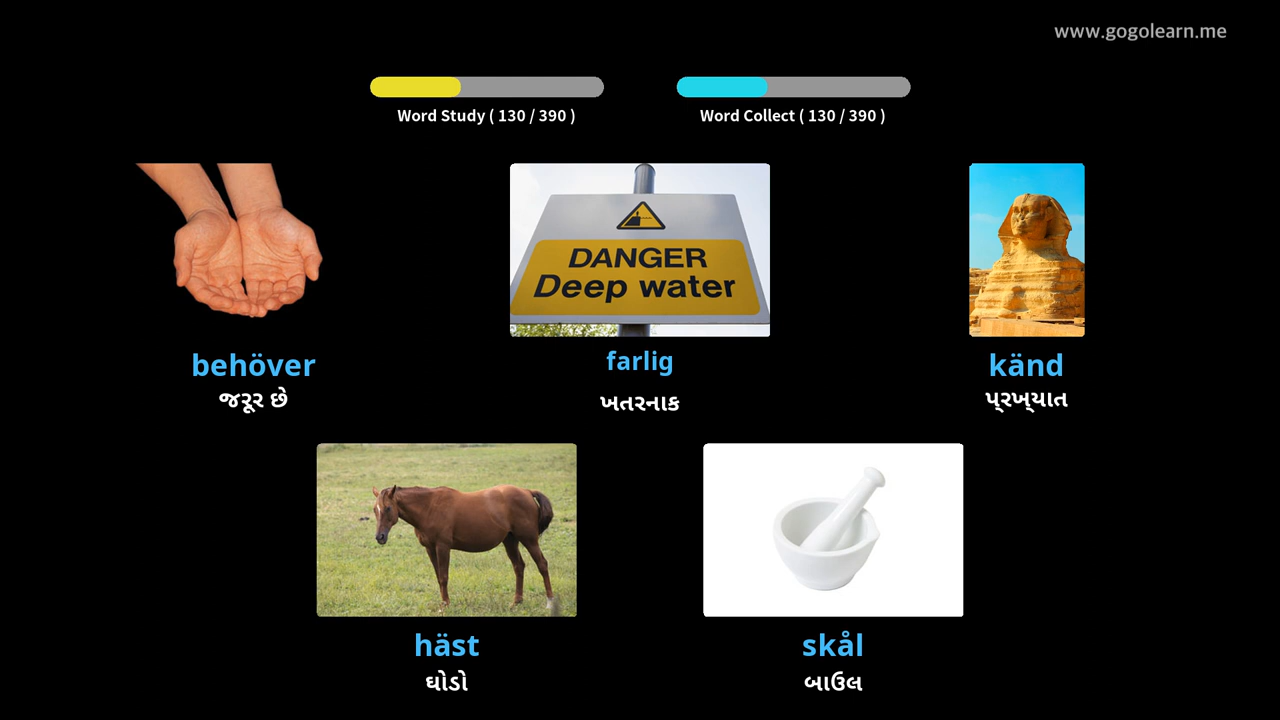 www.gogolearn.me
Word Study ( 130 / 390 )
Word Collect ( 130 / 390 )
DANGER
Deep water
behöver
જરૂર છે
farlig
ખતરનાક
känd
પ્રખ્યાત
häst
ઘોડો
skål
બાઉલ